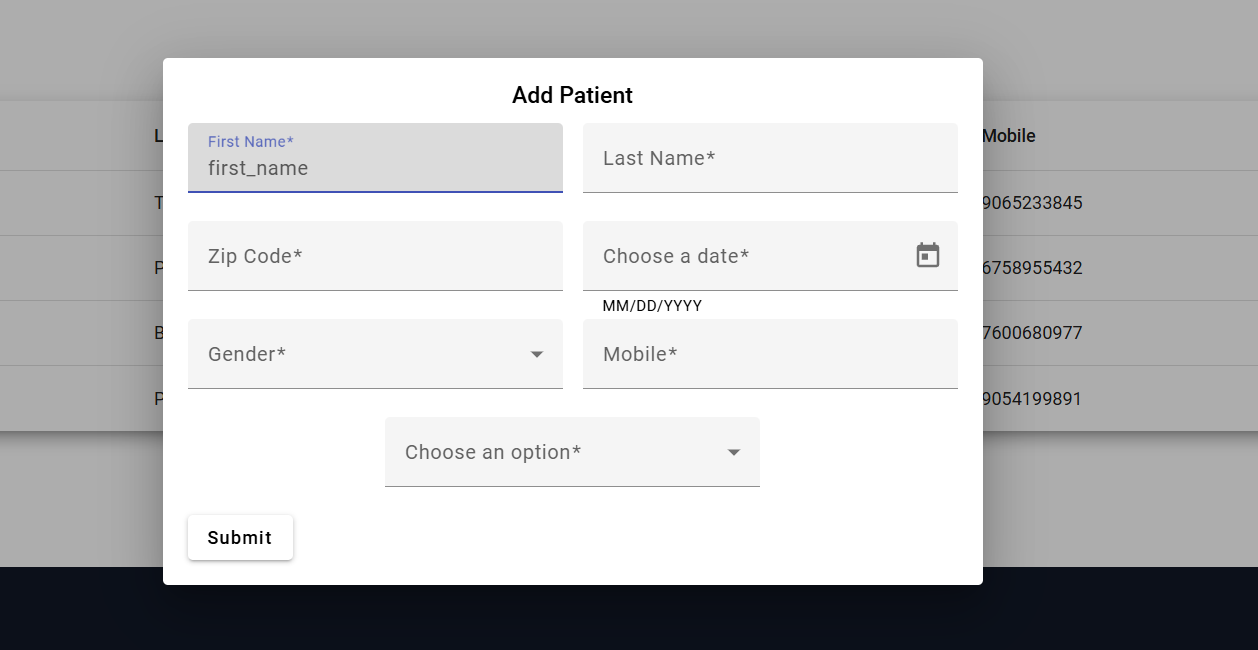 Add Patient
L
Mobile
First Name*
first_name
Last Name*
T
9065233845
Zip Code*
Choose a date*
P
6758955432
MM/DD/YYYY
B
7600680977
Gender*
Mobile*
P
9054199891
Choose an option*
Submit